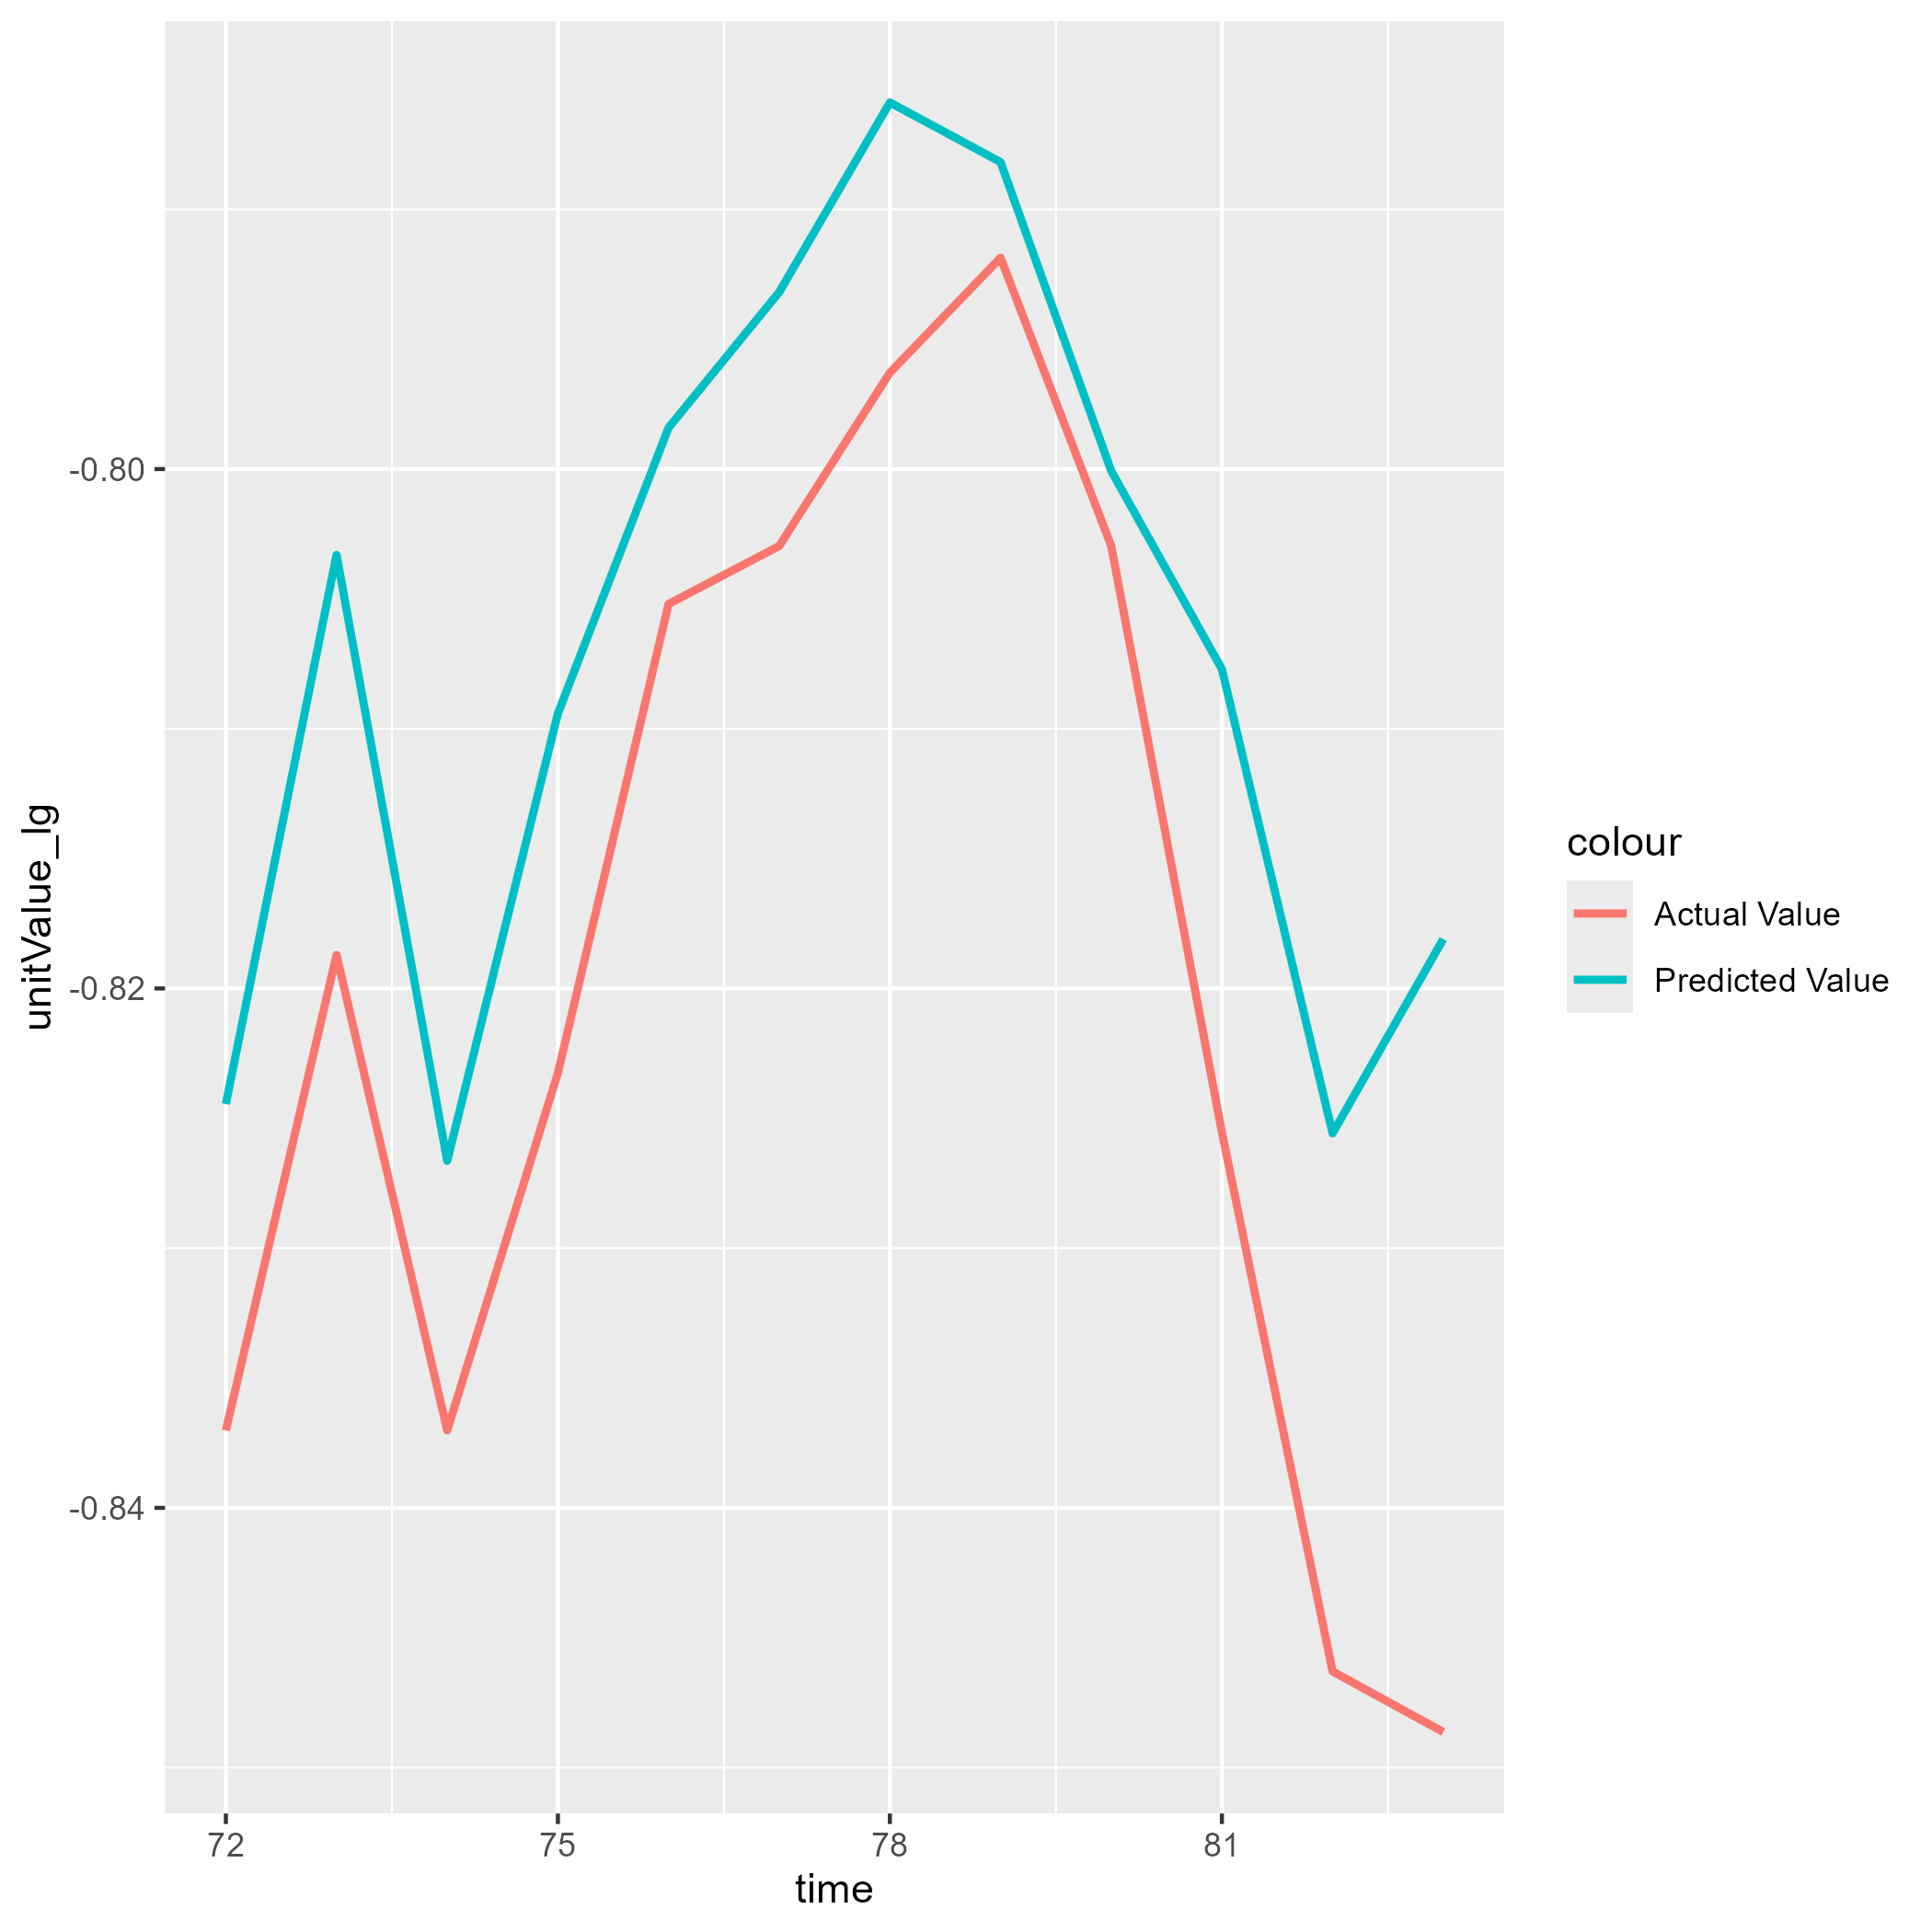 -0.80
-0.82
-0.84
unitValue_lg
72
75
78
81
time
colour
Actual Value
Predicted Value